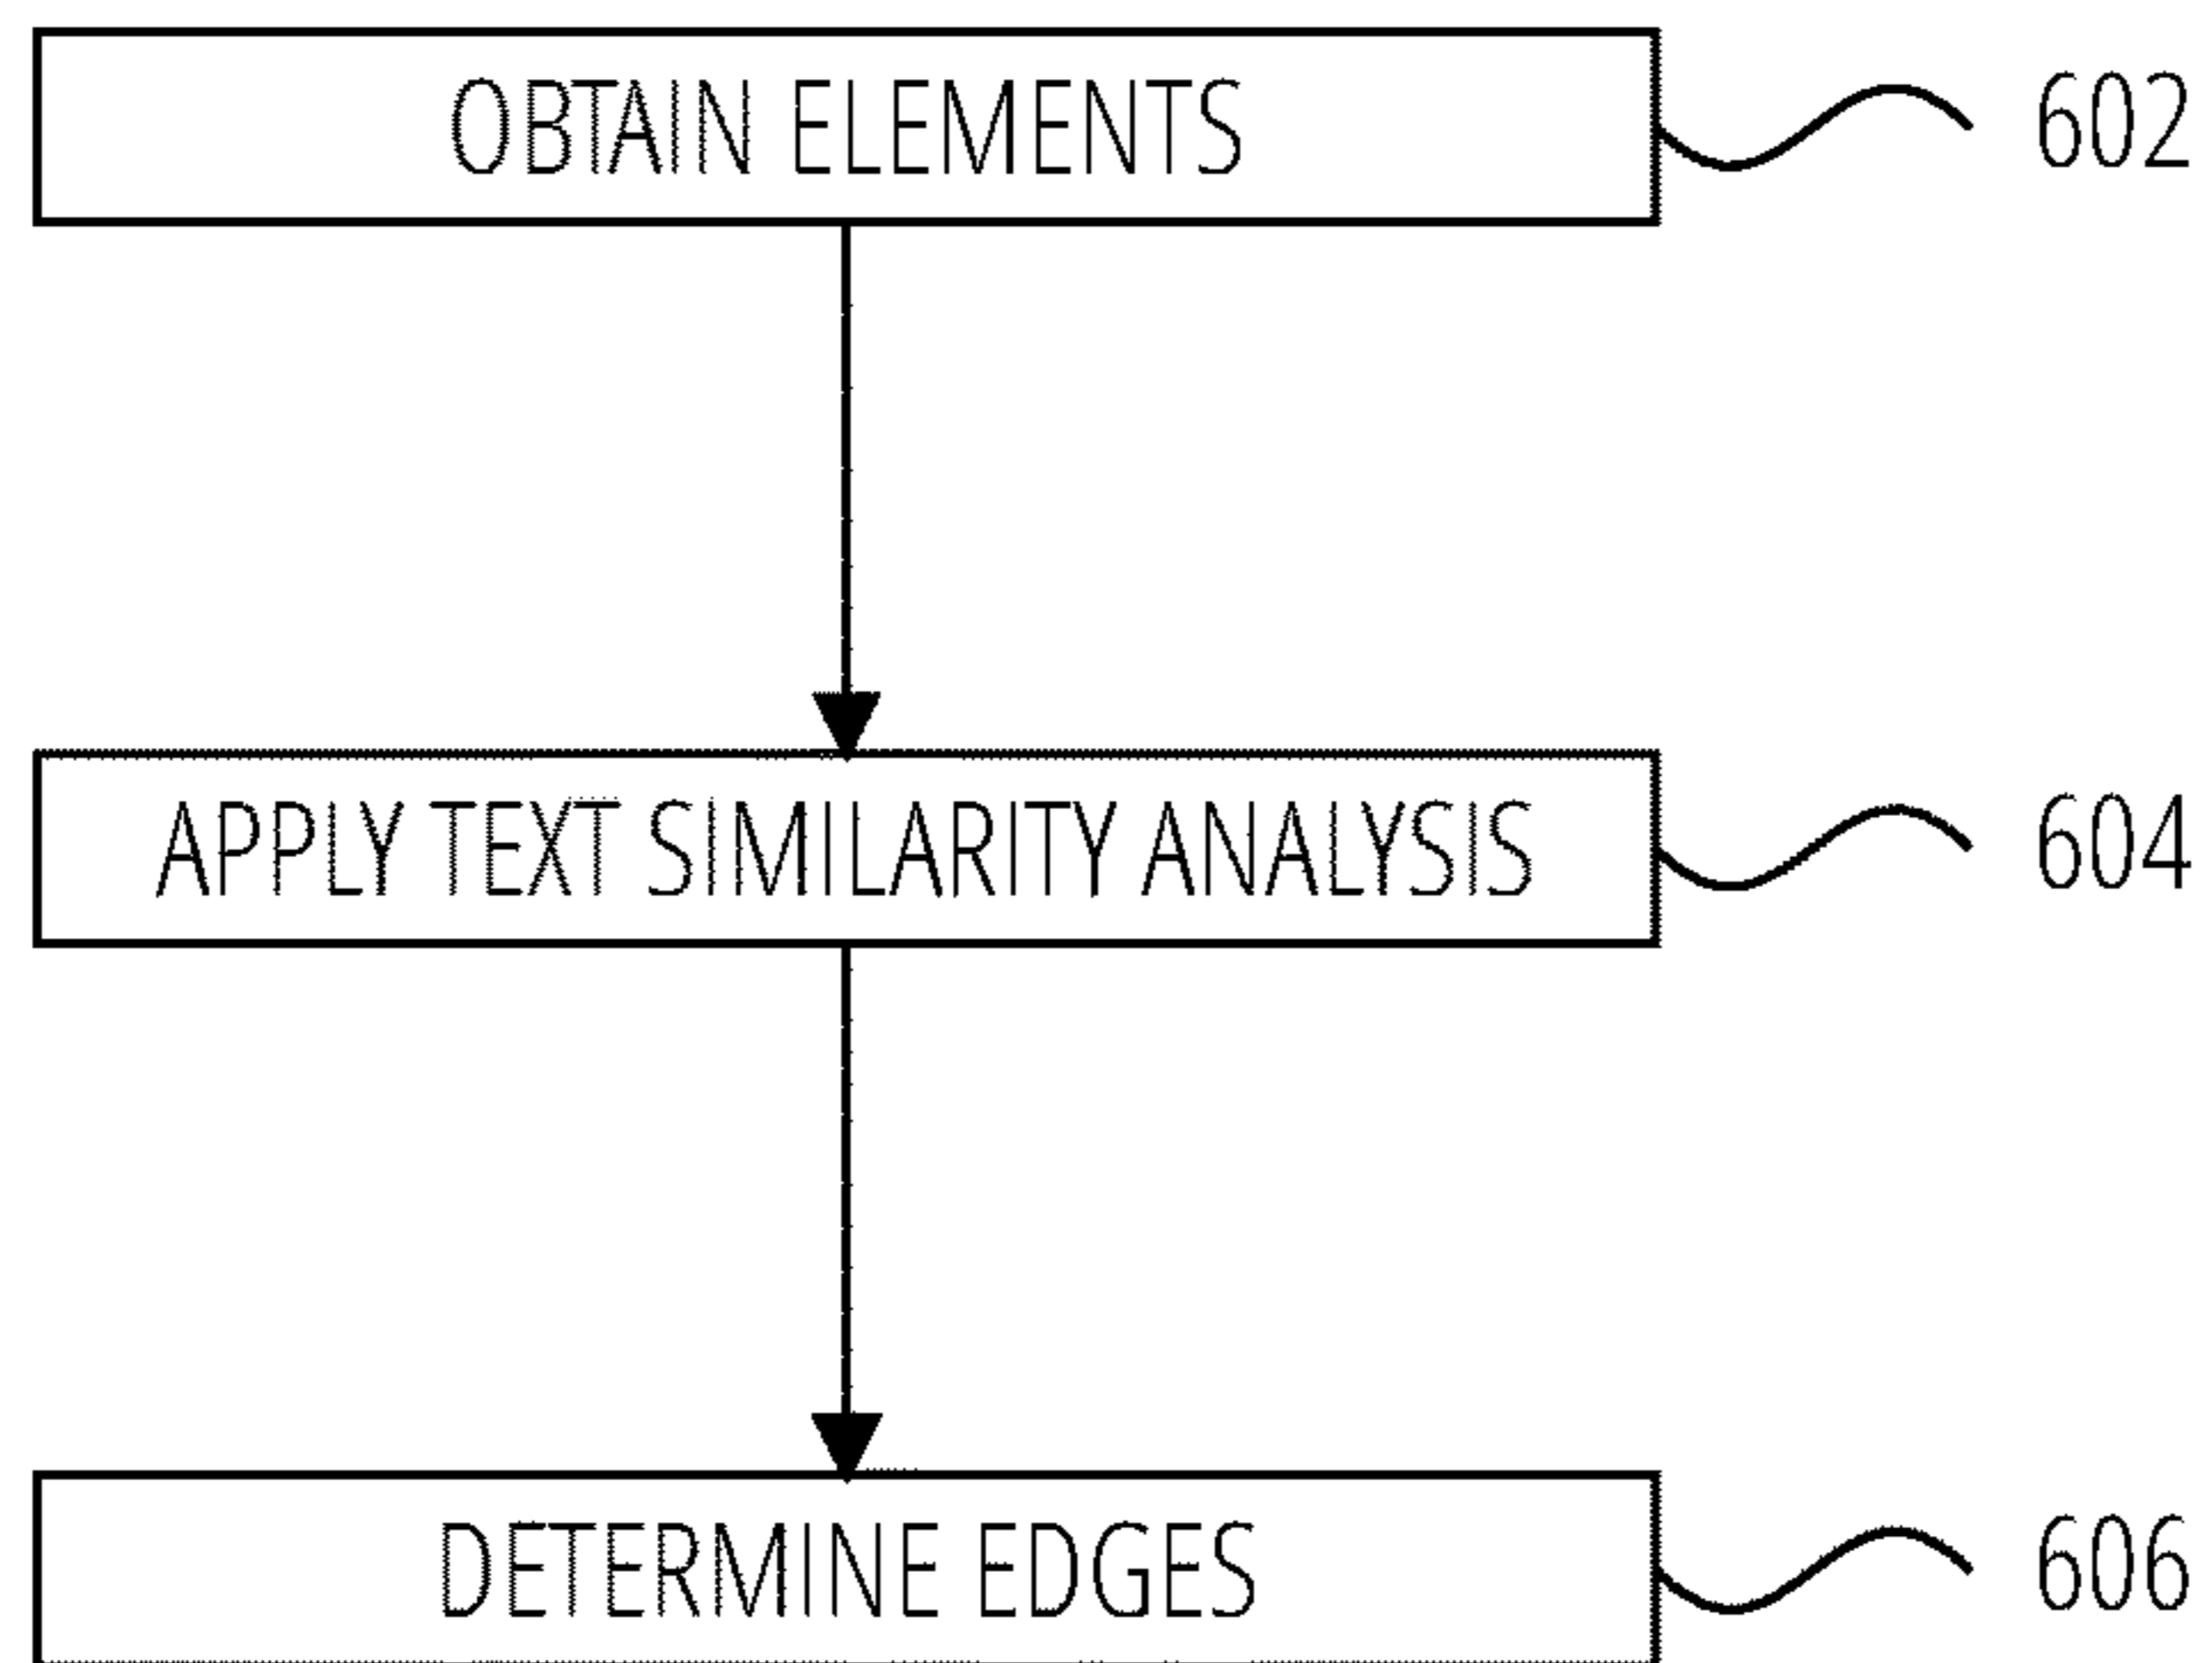 OBTAIN ELEMENTS 602
APPLY TEXT SIMILARITY ANALYSIS 604
DETERMINE EDGES 606